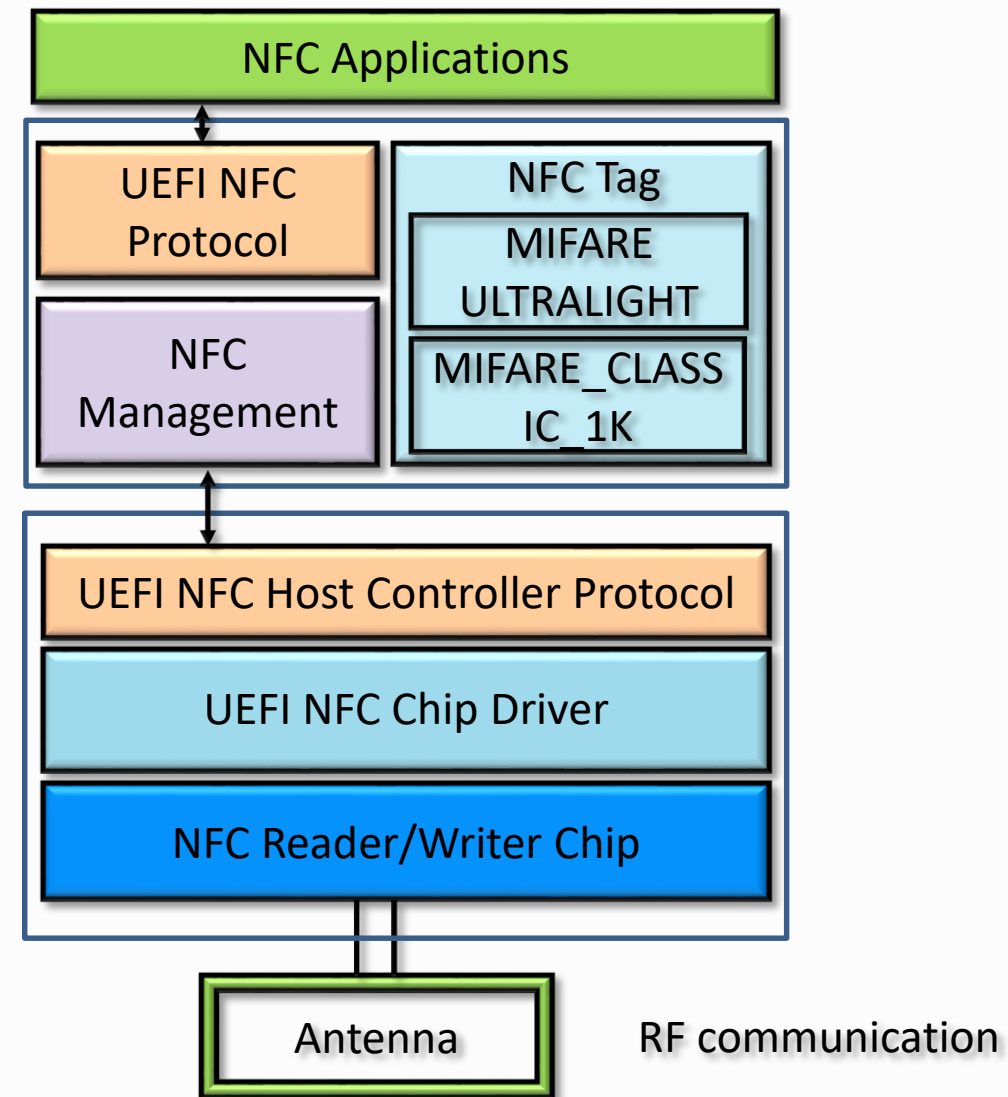 NFC Applications
UEFI NFC
Protocol
NFC Tag
MIFARE
ULTRALIGHT
MIFARE_CLASS
IC_1K
NFC
Management
UEFI NFC Host Controller Protocol
UEFI NFC Chip Driver
NFC Reader/Writer Chip
Antenna
RF communication